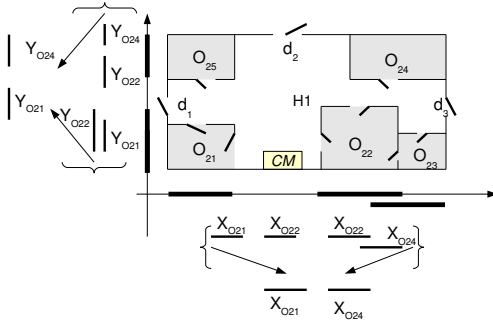 Y_O24
Y_O24
d_2
O_25
O_24
Y_O22
H1
Y_O21
Y_O22
d_1
d_3
Y_O21
O_21
CM
O_22
O_23
X_O21 X_O22 X_O22
X_O24
X_O21 X_O24